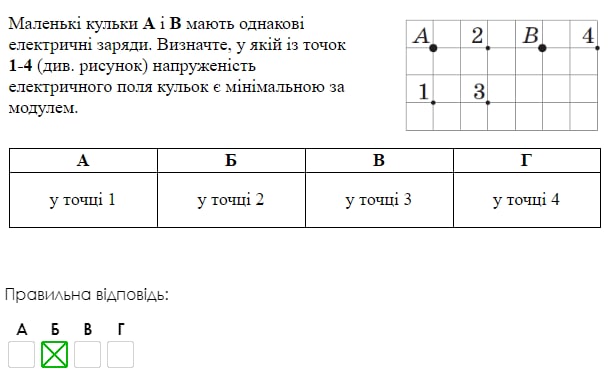 Маленькі кульки А і В мають однакові
електричні заряди. Визначте, у якій із точок
1-4 (див. рисунок) напруженість
електричного поля кульок є мінімальною за
модулем.
A 2 B 4
1 3
А Б В Г
у точці 1 у точці 2 у точці 3 у точці 4
Правильна відповідь:
А Б В Г